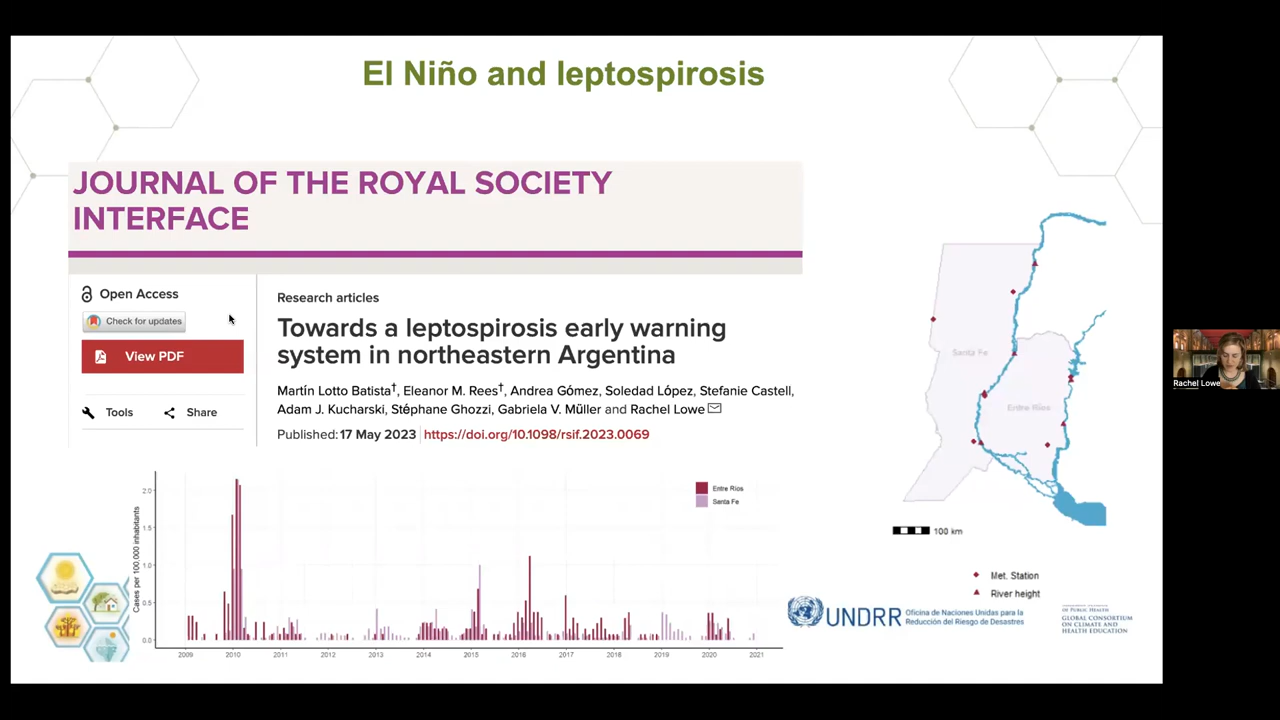 El Niño and leptospirosis
JOURNAL OF THE ROYAL SOCIETY
INTERFACE
Open Access
Check for updates
View PDF
Tools
Share
Research articles
Towards a leptospirosis early warning
system in northeastern Argentina
Martín Lotto Batista†, Eleanor M. Rees†, Andrea Gómez, Soledad López, Stefanie Castell,
Adam J. Kucharski, Stéphane Ghozzi, Gabriela V. Müller and Rachel Lowe
Published: 17 May 2023 https://doi.org/10.1098/rsif.2023.0069
Cases per 100,000 inhabitants
2.0
1.5
1.0
0.5
0.0
2009 2010 2011 2012 2013 2014 2015 2016 2017 2018 2019 2020 2021
Entre Ríos
Santa Fe
Santa Fe
Entre Ríos
100 km
Met. Station
River height
UNDRR
Oficina de Naciones Unidas para la
Reducción del Riesgo de Desastres
OF PUBLIC HEALTH
GLOBAL CONSORTIUM
ON CLIMATE AND
HEALTH EDUCATION
Rachel Lowe